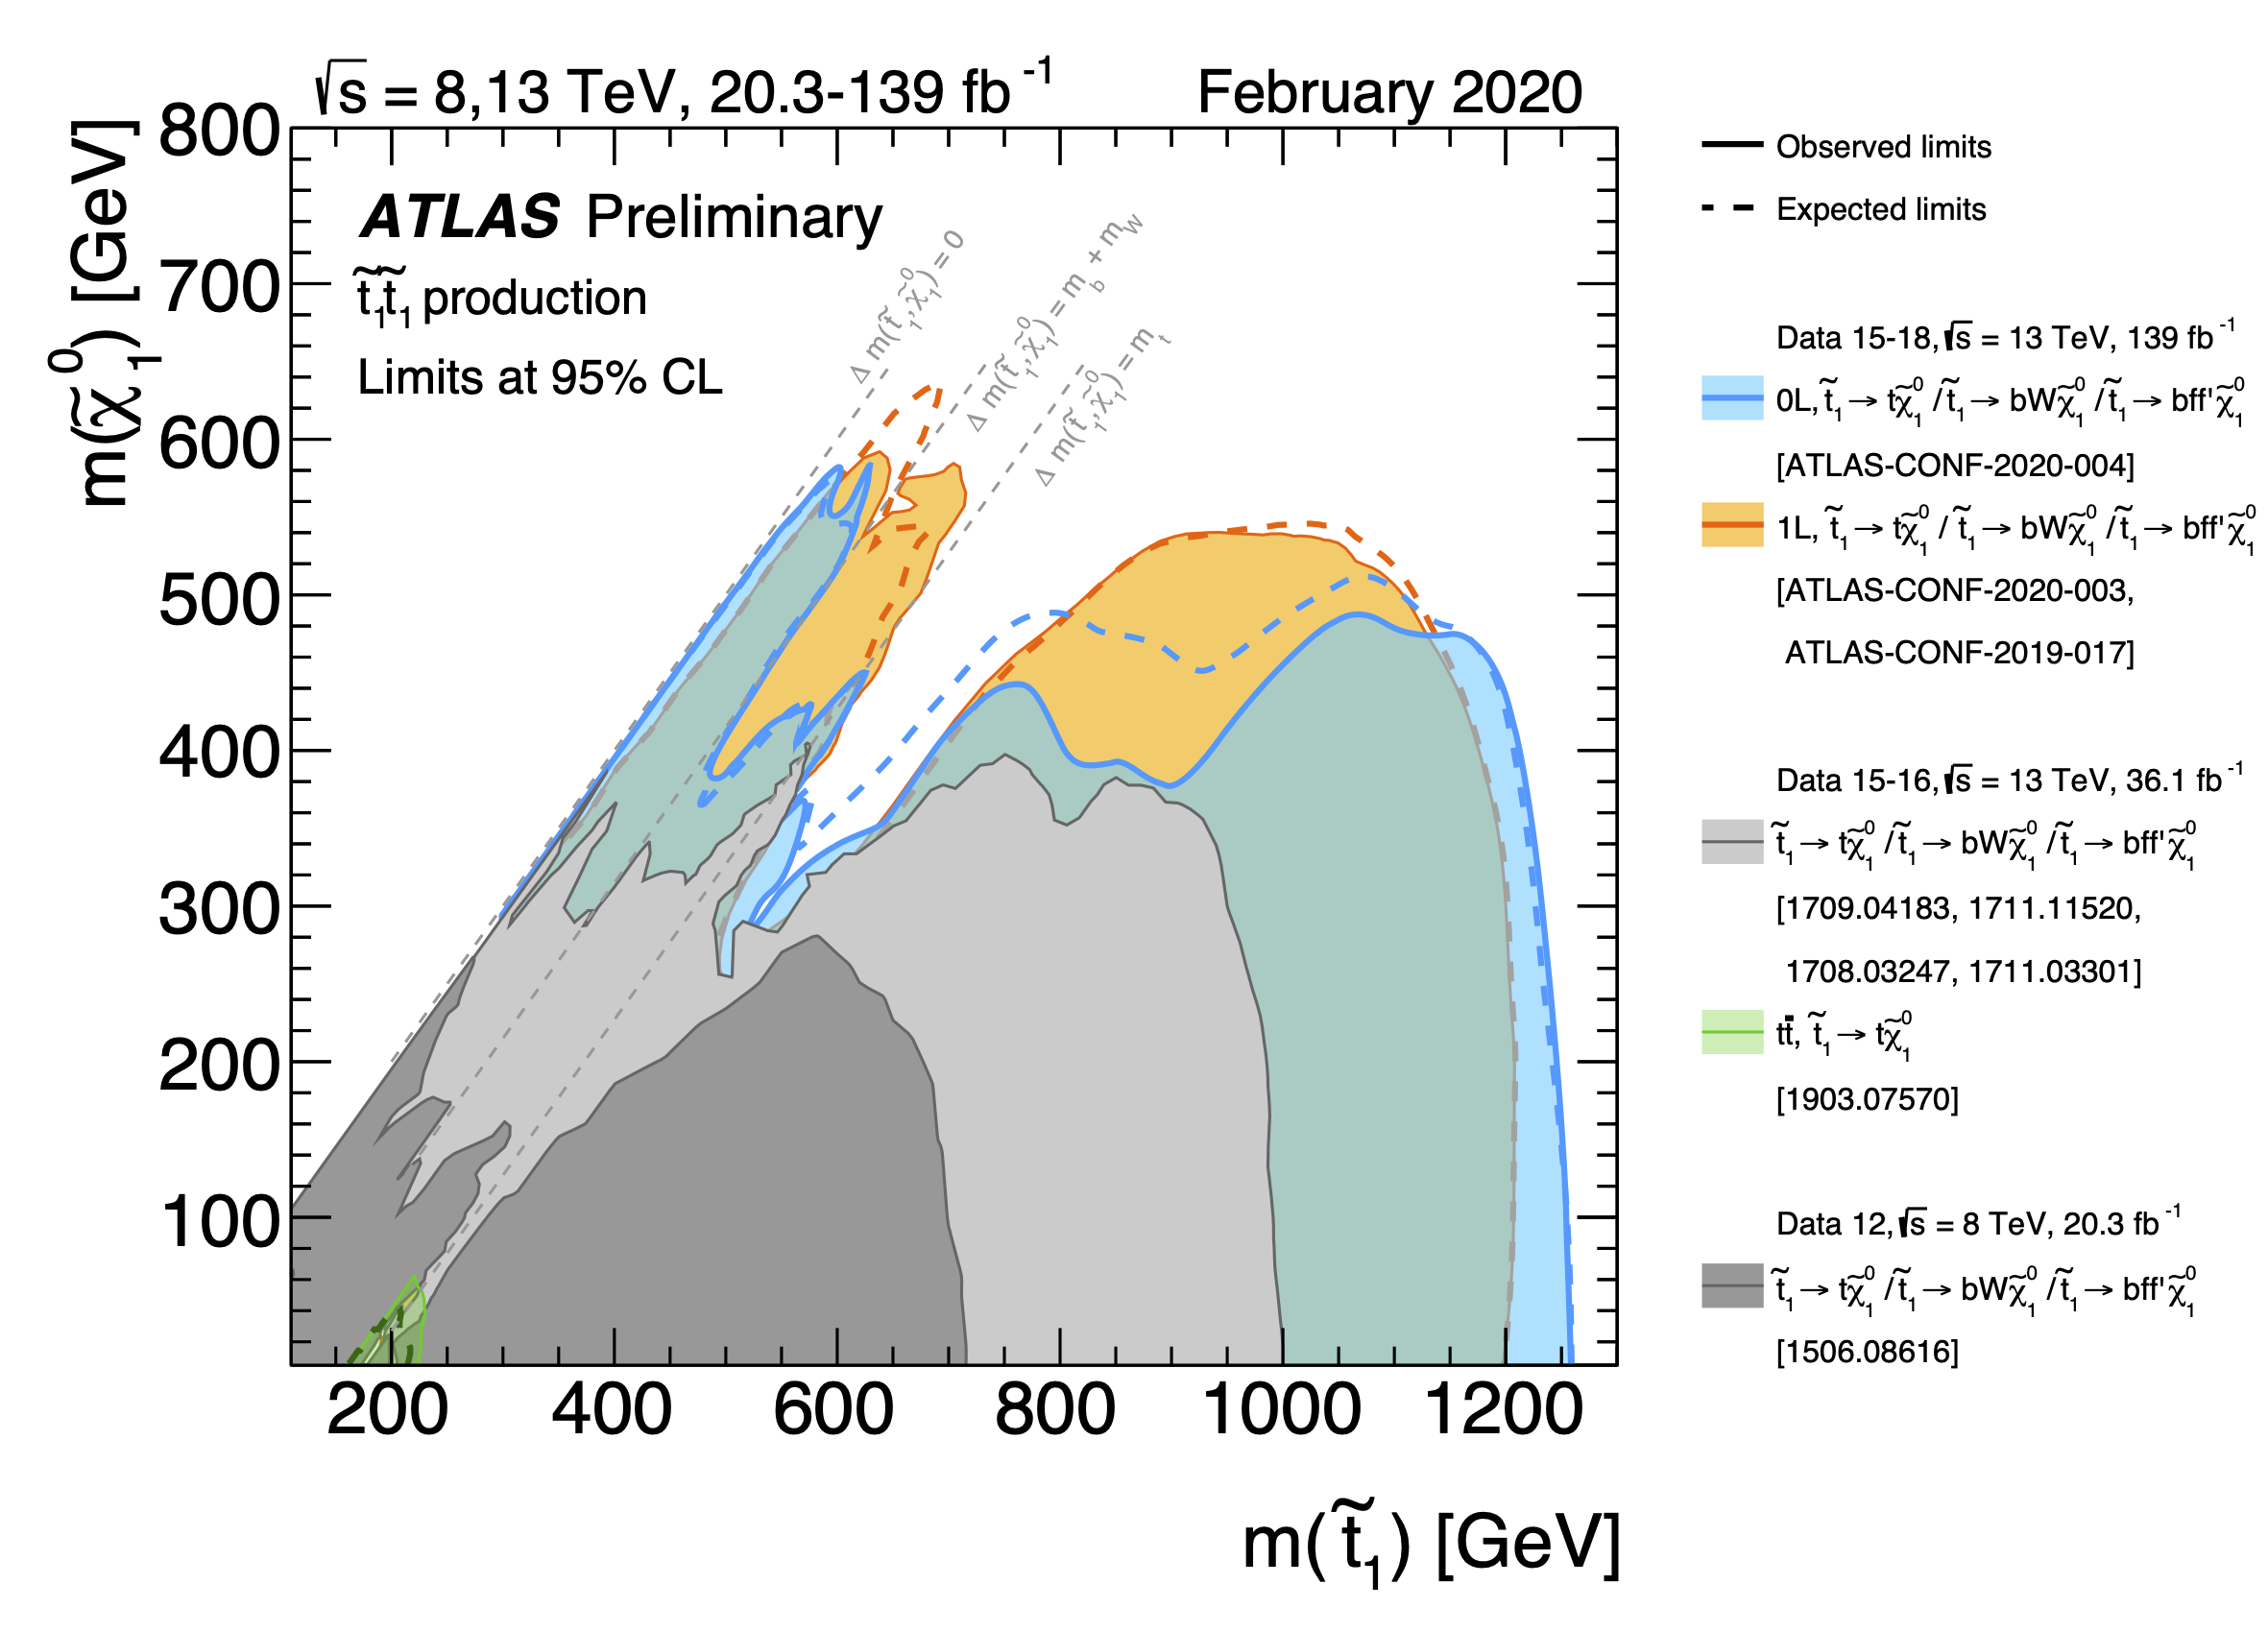 √s = 8,13 TeV, 20.3-139 fb⁻¹ February 2020
ATLAS Preliminary
t̃₁t̃₁ production
Limits at 95% CL
Δ m(t̃₁,χ̃₁⁰) = 0
Δ m(t̃₁,χ̃₁⁰) = m_b + m_W
Δ m(t̃₁,χ̃₁⁰) = m_t
m(χ̃₁⁰) [GeV]
800
700
600
500
400
300
200
100
200 400 600 800 1000 1200
m(t̃₁) [GeV]
Observed limits
Expected limits
Data 15-18, √s = 13 TeV, 139 fb⁻¹
0L, t̃₁ → tχ̃₁⁰ / t̃₁ → bWχ̃₁⁰ / t̃₁ → bff'χ̃₁⁰
[ATLAS-CONF-2020-004]
1L, t̃₁ → tχ̃₁⁰ / t̃₁ → bWχ̃₁⁰ / t̃₁ → bff'χ̃₁⁰
[ATLAS-CONF-2020-003,
ATLAS-CONF-2019-017]
Data 15-16, √s = 13 TeV, 36.1 fb⁻¹
t̃₁ → tχ̃₁⁰ / t̃₁ → bWχ̃₁⁰ / t̃₁ → bff'χ̃₁⁰
[1709.04183, 1711.11520,
1708.03247, 1711.03301]
tt̄, t̃₁ → tχ̃₁⁰
[1903.07570]
Data 12, √s = 8 TeV, 20.3 fb⁻¹
t̃₁ → tχ̃₁⁰ / t̃₁ → bWχ̃₁⁰ / t̃₁ → bff'χ̃₁⁰
[1506.08616]